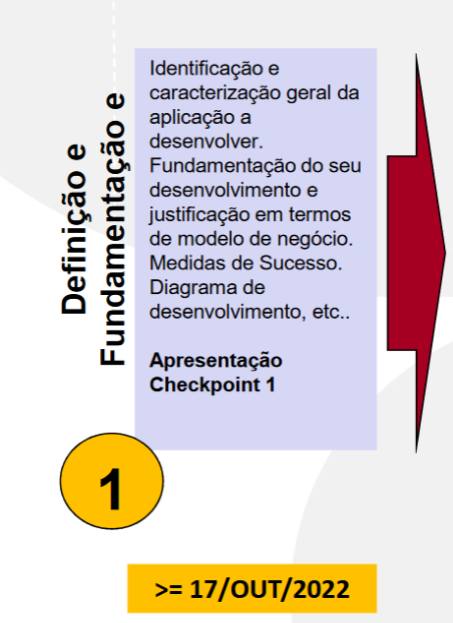 Definição e
Fundamentação e
Identificação e
caracterização geral da
aplicação a
desenvolver.
Fundamentação do seu
desenvolvimento e
justificação em termos
de modelo de negócio.
Medidas de Sucesso.
Diagrama de
desenvolvimento, etc..
Apresentação
Checkpoint 1
1
>= 17/OUT/2022